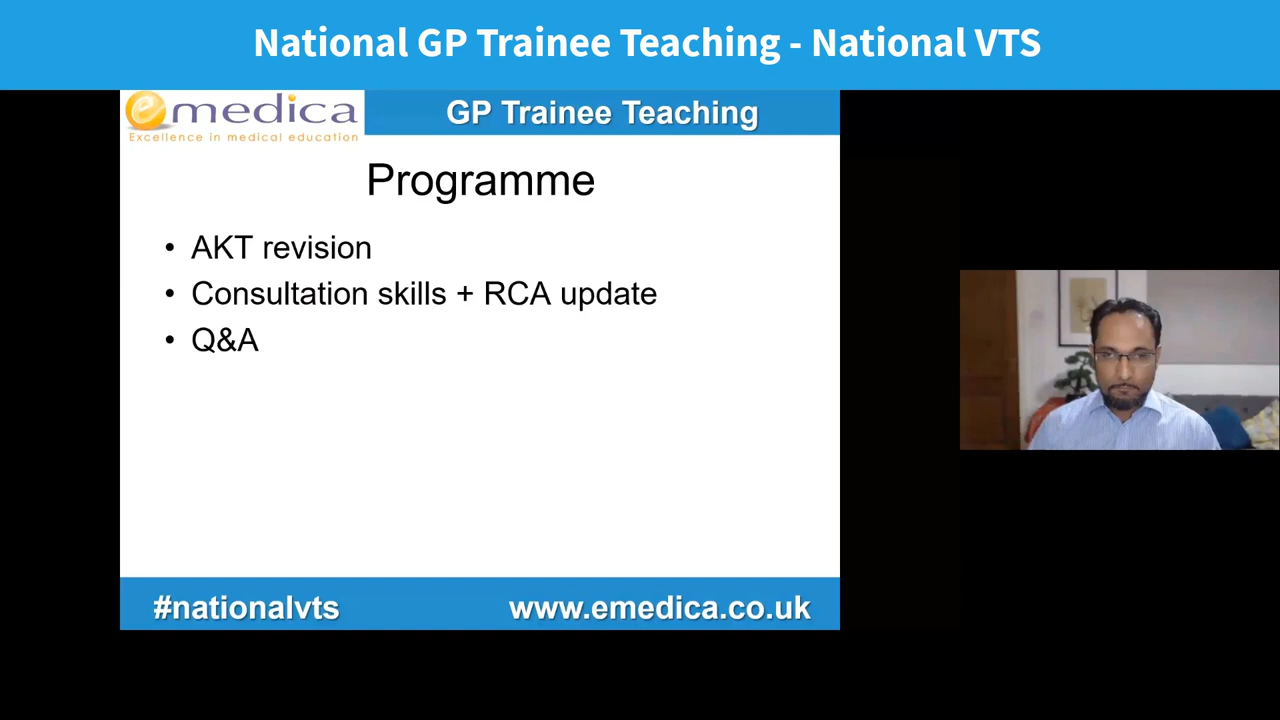 National GP Trainee Teaching - National VTS
emedica
Excellence in medical education
GP Trainee Teaching
Programme
• AKT revision
• Consultation skills + RCA update
• Q&A
#nationalvts
www.emedica.co.uk